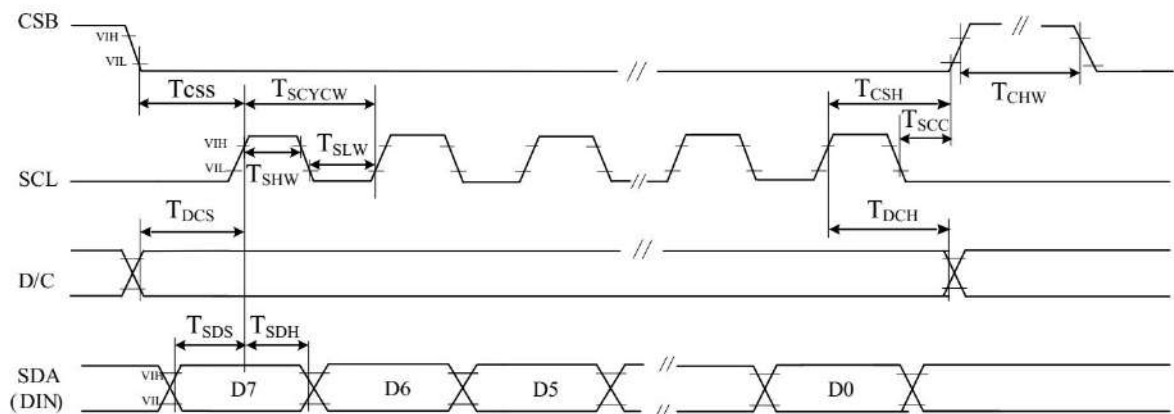 CSB
VIH
VIL
//
//
Tcss
TSCYCW
TCSH
TCHW
TSCC
VIH
VIL
TSLW
TSHW
SCL
//
TDCS
TDCH
//
D/C
TSDS
TSDH
//
SDA
(DIN)
VIH
VIL
D7
D6
D5
D0
//